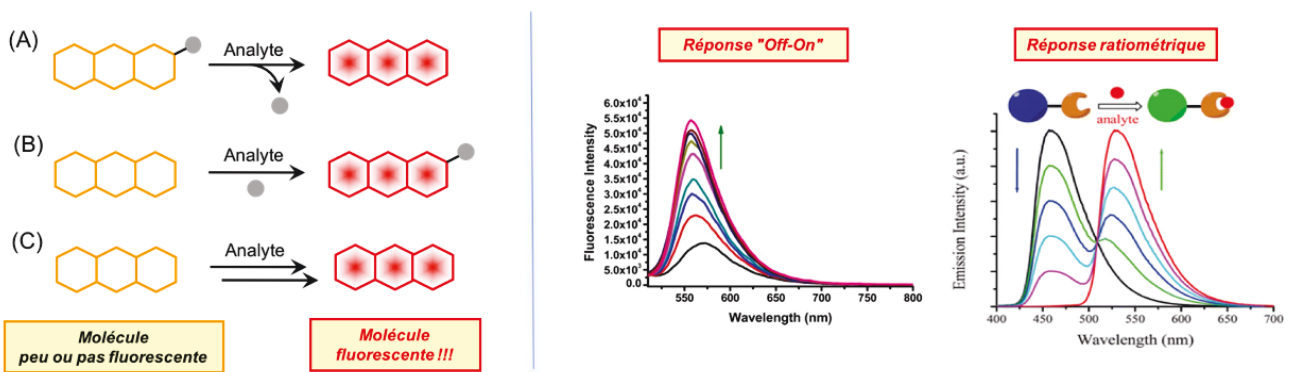 (A)
Analyte
(B)
Analyte
(C)
Analyte
Molécule
peu ou pas fluorescente
Molécule
fluorescente !!!
Réponse "Off-On"
Fluorescence Intensity
6.0x10⁴
5.5x10⁴
5.0x10⁴
4.5x10⁴
4.0x10⁴
3.5x10⁴
3.0x10⁴
2.5x10⁴
2.0x10⁴
1.5x10⁴
1.0x10⁴
5.0x10³
0.0
550 600 650 700 750 800
Wavelength (nm)
Réponse ratiométrique
analyte
Emission Intensity (a.u.)
400 450 500 550 600 650 700
Wavelength (nm)